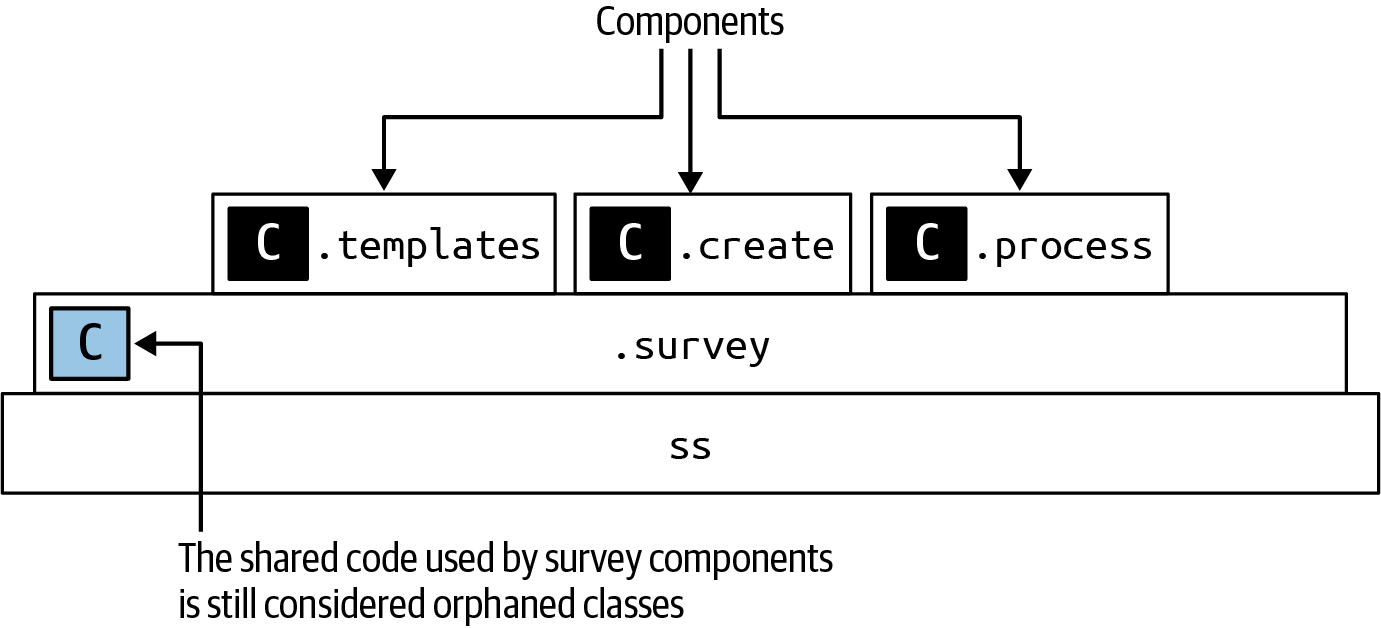 Components
C .templates
C .create
C .process
C
.survey
ss
The shared code used by survey components
is still considered orphaned classes